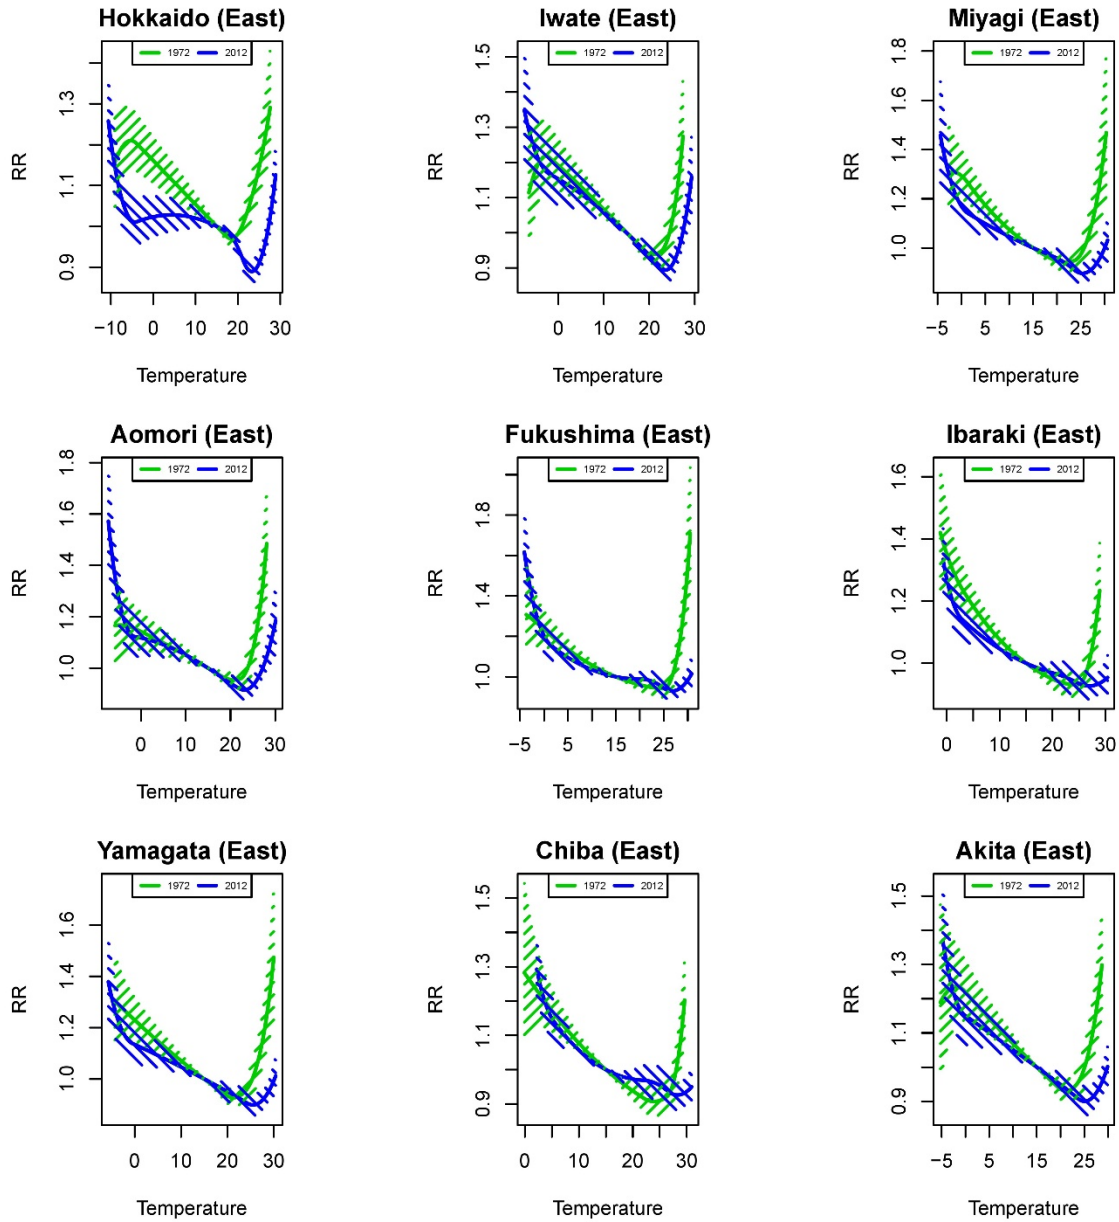 Hokkaido (East)
1972 2012
RR
1.3
1.1
0.9
−10 0 10 20 30
Temperature
Iwate (East)
1972 2012
RR
1.5
1.3
1.1
0.9
0 10 20 30
Temperature
Miyagi (East)
1972 2012
RR
1.8
1.6
1.4
1.2
1.0
−5 5 15 25
Temperature
Aomori (East)
1972 2012
RR
1.8
1.6
1.4
1.2
1.0
0 10 20 30
Temperature
Fukushima (East)
1972 2012
RR
1.8
1.4
1.0
−5 5 15 25
Temperature
Ibaraki (East)
1972 2012
RR
1.6
1.4
1.2
1.0
0 10 20 30
Temperature
Yamagata (East)
1972 2012
RR
1.6
1.4
1.2
1.0
0 10 20 30
Temperature
Chiba (East)
1972 2012
RR
1.5
1.3
1.1
0.9
0 10 20 30
Temperature
Akita (East)
1972 2012
RR
1.5
1.3
1.1
0.9
−5 5 15 25
Temperature